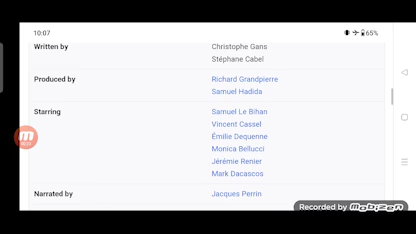 10:07
65%
Written by
Christophe Gans
Stéphane Cabel
Produced by
Richard Grandpierre
Samuel Hadida
Starring
Samuel Le Bihan
Vincent Cassel
Émilie Dequenne
Monica Bellucci
Jérémie Renier
Mark Dacascos
Narrated by
Jacques Perrin
Recorded by Mobizen